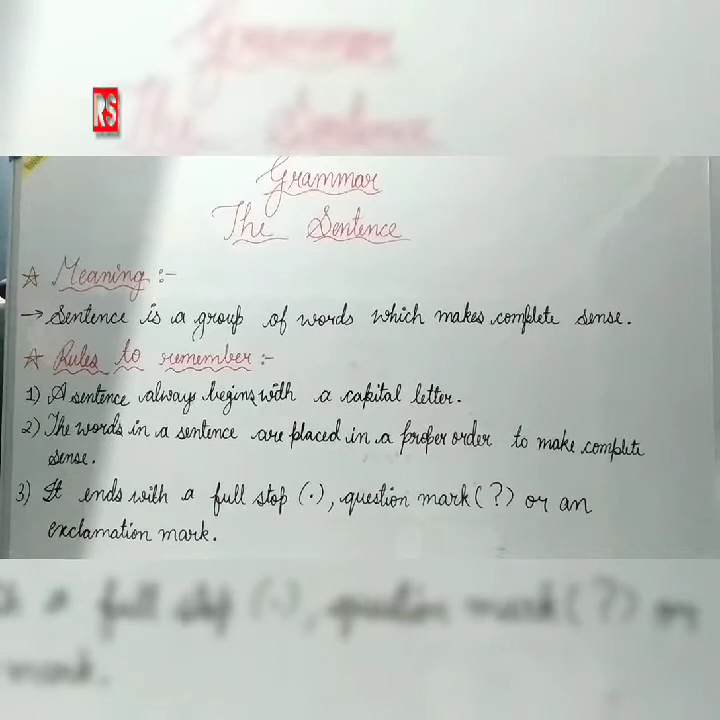 RS
Grammar
The Sentence
☆ Meaning :-
→ Sentence is a group of words which makes complete sense.
☆ Rules to remember :-
1) A sentence always begins with a capital letter.
2) The words in a sentence are placed in a proper order to make complete
sense.
3) It ends with a full stop (.), question mark (?) or an
exclamation mark.